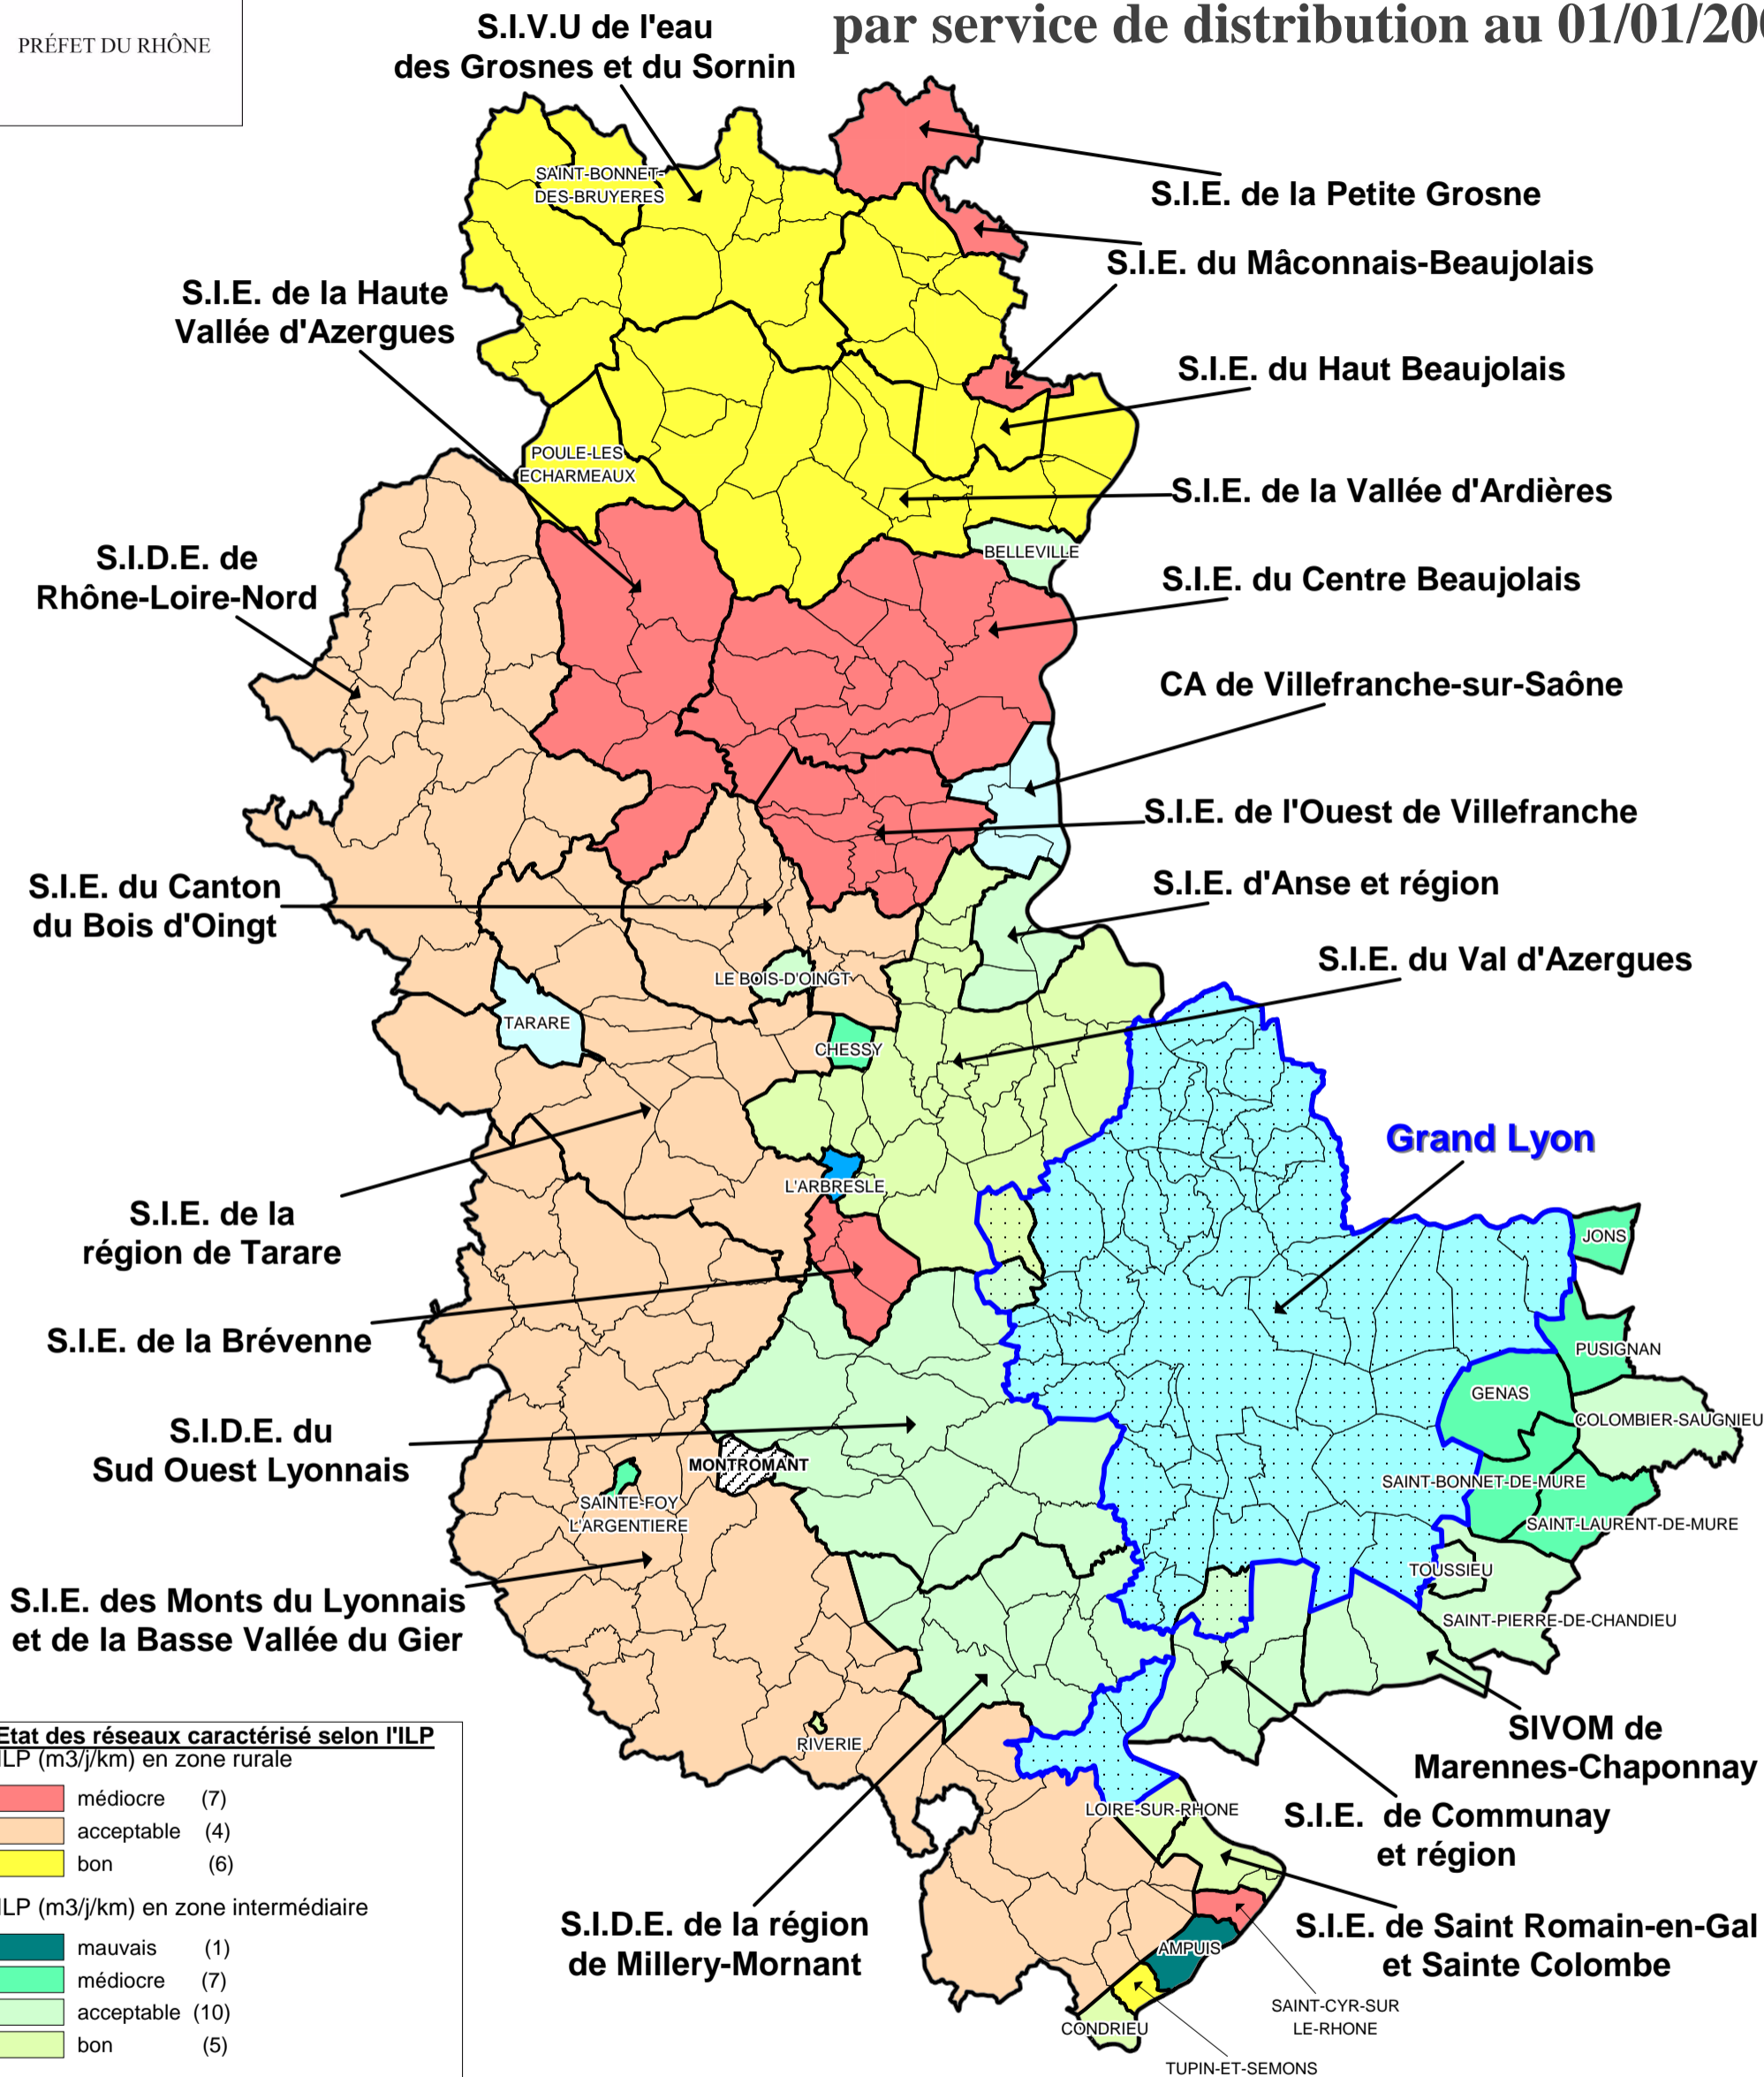 PRÉFET DU RHÔNE
par service de distribution au 01/01/200
S.I.V.U de l'eau
des Grosnes et du Sornin
SAINT-BONNET-
DES-BRUYERES
S.I.E. de la Petite Grosne
S.I.E. du Mâconnais-Beaujolais
S.I.E. de la Haute
Vallée d'Azergues
S.I.E. du Haut Beaujolais
POULE-LES
ECHARMEAUX
S.I.E. de la Vallée d'Ardières
BELLEVILLE
S.I.D.E. de
Rhône-Loire-Nord
S.I.E. du Centre Beaujolais
CA de Villefranche-sur-Saône
S.I.E. de l'Ouest de Villefranche
S.I.E. du Canton
du Bois d'Oingt
S.I.E. d'Anse et région
S.I.E. du Val d'Azergues
LE BOIS-D'OINGT
TARARE
CHESSY
Grand Lyon
L'ARBRESLE
S.I.E. de la
région de Tarare
JONS
S.I.E. de la Brévenne
PUSIGNAN
GENAS
COLOMBIER-SAUGNIEU
S.I.D.E. du
Sud Ouest Lyonnais
MONTROMANT
SAINT-BONNET-DE-MURE
SAINTE-FOY
L'ARGENTIERE
SAINT-LAURENT-DE-MURE
TOUSSIEU
S.I.E. des Monts du Lyonnais
et de la Basse Vallée du Gier
SAINT-PIERRE-DE-CHANDIEU
RIVERIE
SIVOM de
Marennes-Chaponnay
LOIRE-SUR-RHONE
S.I.E. de Communay
et région
S.I.D.E. de la région
de Millery-Mornant
S.I.E. de Saint Romain-en-Gal
et Sainte Colombe
AMPUIS
SAINT-CYR-SUR
LE-RHONE
CONDRIEU
TUPIN-ET-SEMONS
Etat des réseaux caractérisé selon l'ILP
ILP (m3/j/km) en zone rurale
médiocre (7)
acceptable (4)
bon (6)
ILP (m3/j/km) en zone intermédiaire
mauvais (1)
médiocre (7)
acceptable (10)
bon (5)